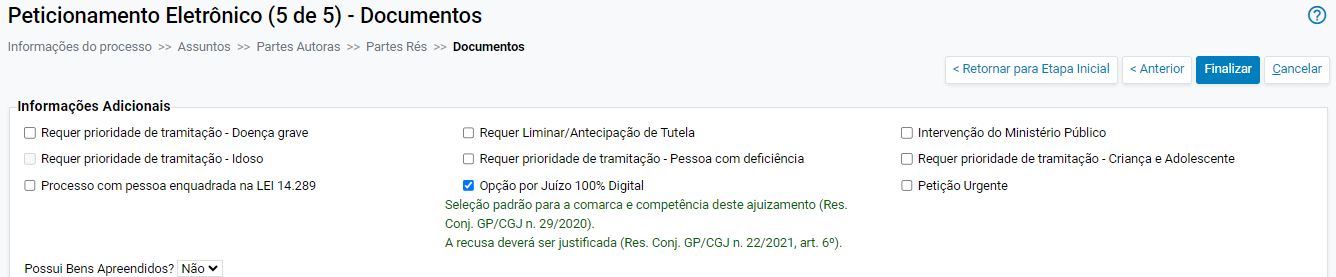 Peticionamento Eletrônico (5 de 5) - Documentos
Informações do processo >> Assuntos >> Partes Autoras >> Partes Rés >> Documentos
< Retornar para Etapa Inicial < Anterior Finalizar Cancelar
Informações Adicionais
Requer prioridade de tramitação - Doença grave
Requer Liminar/Antecipação de Tutela
Intervenção do Ministério Público
Requer prioridade de tramitação - Idoso
Requer prioridade de tramitação - Pessoa com deficiência
Requer prioridade de tramitação - Criança e Adolescente
Processo com pessoa enquadrada na LEI 14.289
Opção por Juízo 100% Digital
Petição Urgente
Seleção padrão para a comarca e competência deste ajuizamento (Res.
Conj. GP/CGJ n. 29/2020).
A recusa deverá ser justificada (Res. Conj. GP/CGJ n. 22/2021, art. 6º).
Possui Bens Apreendidos? Não